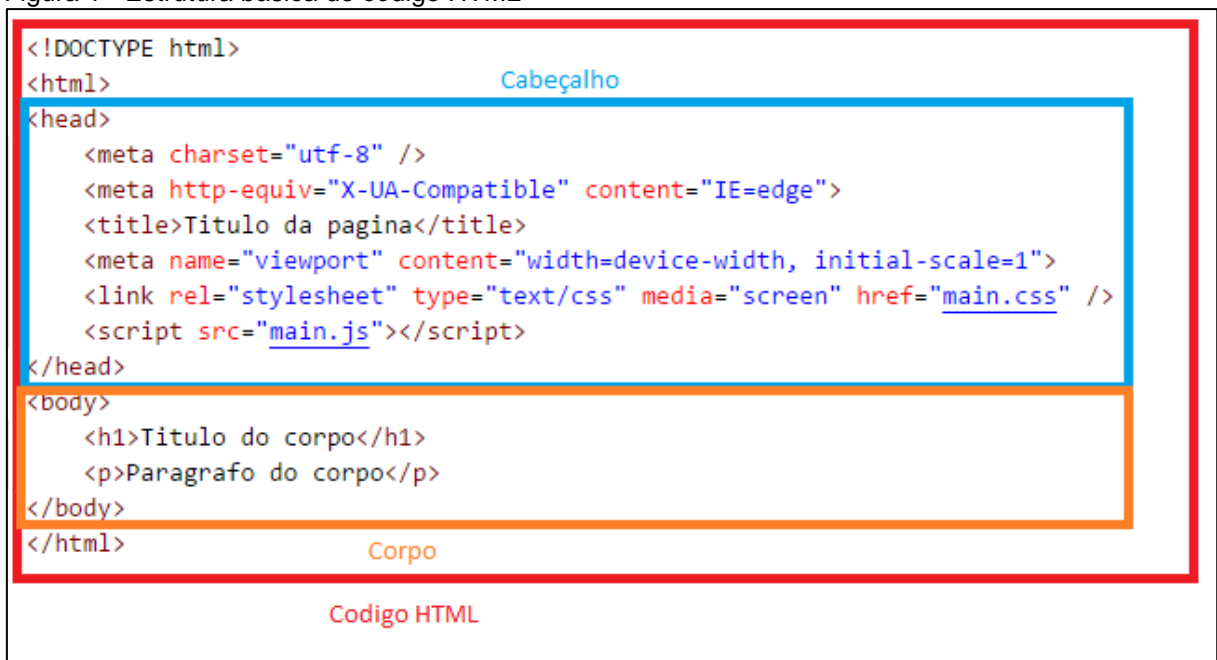 <!DOCTYPE html>
<html>
Cabeçalho
<head>
<meta charset="utf-8" />
<meta http-equiv="X-UA-Compatible" content="IE=edge">
<title>Titulo da pagina</title>
<meta name="viewport" content="width=device-width, initial-scale=1">
<link rel="stylesheet" type="text/css" media="screen" href="main.css" />
<script src="main.js"></script>
</head>
<body>
<h1>Titulo do corpo</h1>
<p>Paragrafo do corpo</p>
</body>
</html>
Corpo
Codigo HTML